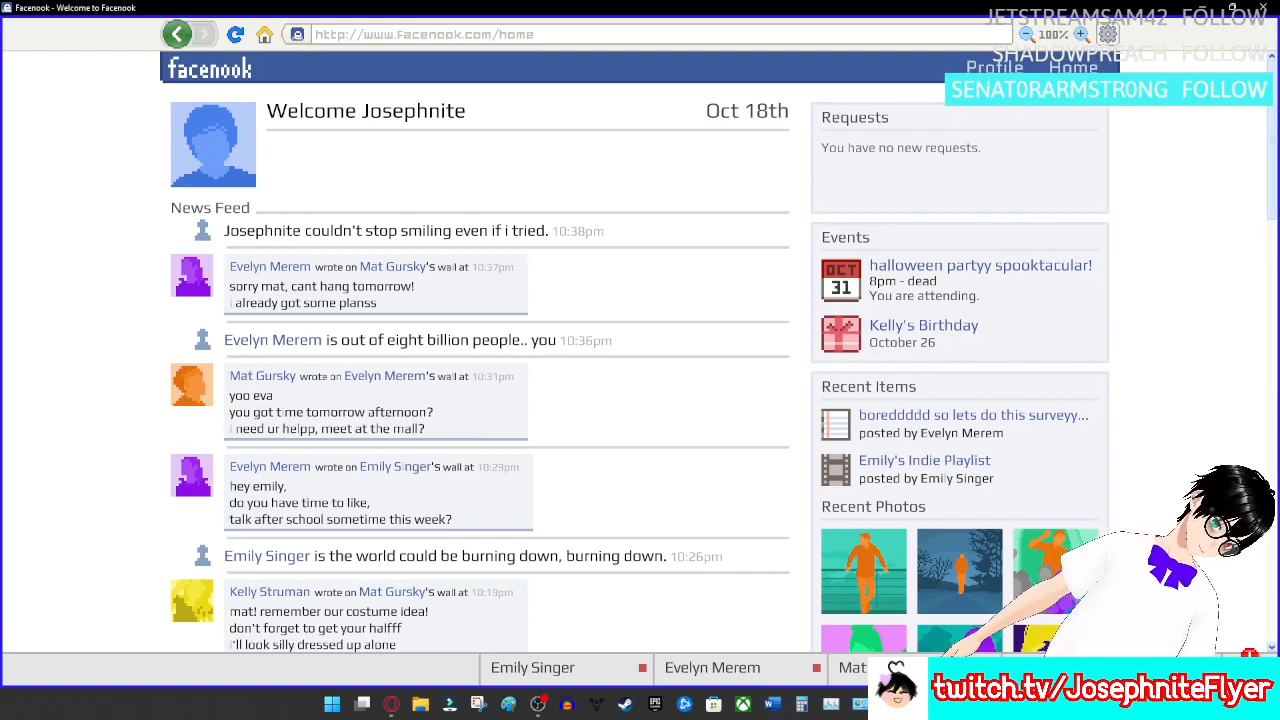 Facenook - Welcome to Facenook
JETSTREAMSAM42 FOLLOW
http://www.facenook.com/home
100%
SHADOWPREACH FOLLOW
facenook
Profile
Home
SENAT0RARMSTR0NG FOLLOW
Welcome Josephnite
Oct 18th
News Feed
Josephnite couldn't stop smiling even if i tried. 10:38pm
Evelyn Merem wrote on Mat Gursky's wall at 10:37pm
sorry mat, cant hang tomorrow!
i already got some planss
Evelyn Merem is out of eight billion people.. you 10:36pm
Mat Gursky wrote on Evelyn Merem's wall at 10:31pm
yoo eva
you got time tomorrow afternoon?
i need ur helpp, meet at the mall?
Evelyn Merem wrote on Emily Singer's wall at 10:29pm
hey emily,
do you have time to like,
talk after school sometime this week?
Emily Singer is the world could be burning down, burning down. 10:26pm
Kelly Struman wrote on Mat Gursky's wall at 10:19pm
mat! remember our costume idea!
don't forget to get your halfff
i'll look silly dressed up alone
Requests
You have no new requests.
Events
OCT
31
halloween partyy spooktacular!
8pm - dead
You are attending.
Kelly's Birthday
October 26
Recent Items
boreddddd so lets do this surveyy...
posted by Evelyn Merem
Emily's Indie Playlist
posted by Emily Singer
Recent Photos
Emily Singer
Evelyn Merem
Mat
twitch.tv/JosephniteFlyer